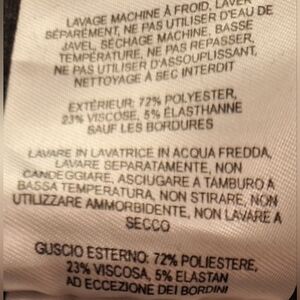 LAVAGE MACHINE À FROID, LAVER
SÉPARÉMENT, NE PAS UTILISER D'EAU DE
JAVEL, SÉCHAGE MACHINE, BASSE
TEMPÉRATURE, NE PAS REPASSER,
NE PAS UTILISER D'ASSOUPLISSANT,
NETTOYAGE À SEC INTERDIT
EXTÉRIEUR: 72% POLYESTER,
23% VISCOSE, 5% ÉLASTHANNE
SAUF LES BORDURES
LAVARE IN LAVATRICE IN ACQUA FREDDA,
LAVARE SEPARATAMENTE, NON
CANDEGGIARE, ASCIUGARE A TAMBURO A
BASSA TEMPERATURA, NON STIRARE, NON
UTILIZZARE AMMORBIDENTE, NON LAVARE A
SECCO
GUSCIO ESTERNO: 72% POLIESTERE,
23% VISCOSA, 5% ELASTAN
AD ECCEZIONE DEI BORDINI